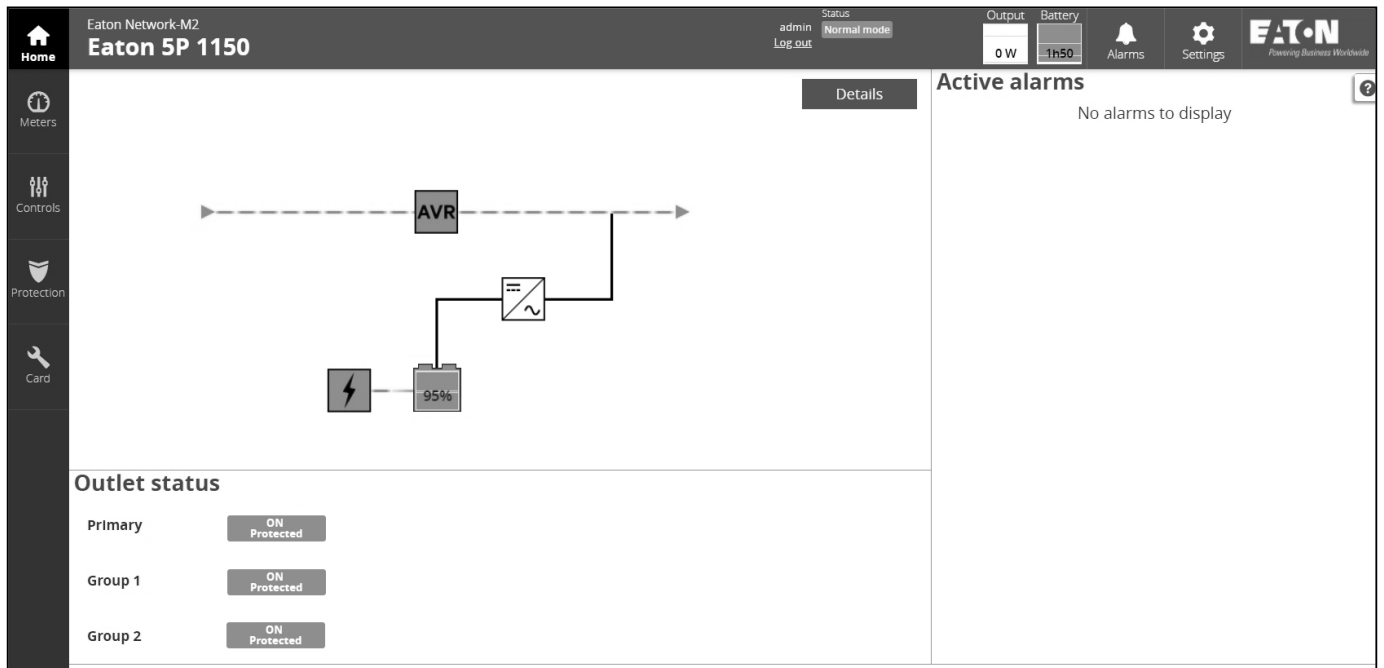 Home
Eaton Network-M2
Eaton 5P 1150
admin
Log out
Status
Normal mode
Output
0 W
Battery
1h50
Alarms
Settings
EATON
Powering Business Worldwide
Meters
Controls
Protection
Card
Details
AVR
95%
Active alarms
?
No alarms to display
Outlet status
Primary
ON
Protected
Group 1
ON
Protected
Group 2
ON
Protected